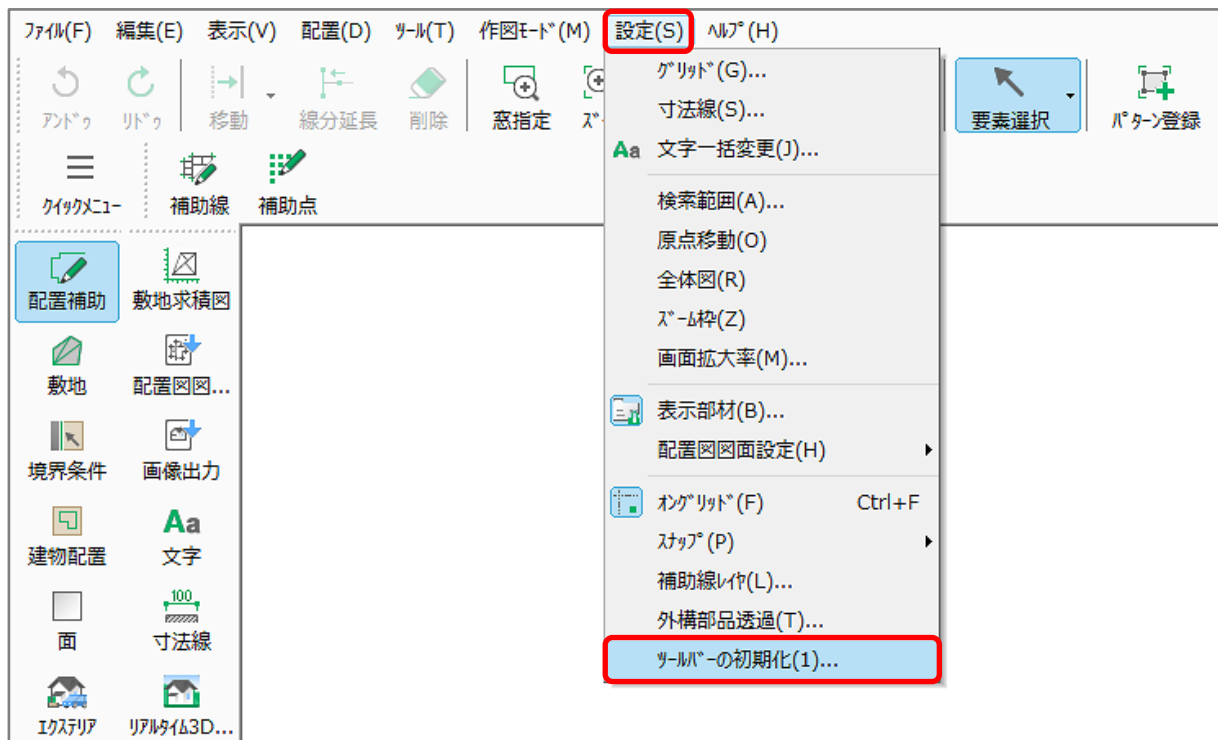 ﾌｧｲﾙ(F) 編集(E) 表示(V) 配置(D) ﾂｰﾙ(T) 作図ﾓｰﾄﾞ(M) 設定(S) ﾍﾙﾌﾟ(H)
ｱﾝﾄﾞｩ ﾘﾄﾞｩ 移動 線分延長 削除 窓指定 要素選択 ﾊﾟﾀｰﾝ登録
ｸｲｯｸﾒﾆｭｰ 補助線 補助点
配置補助 敷地求積図
敷地 配置図図...
境界条件 画像出力
Aa
建物配置 文字
100
面 寸法線
ｴｸｽﾃﾘｱ ﾘｱﾙﾀｲﾑ3D...
ｸﾞﾘｯﾄﾞ(G)...
寸法線(S)...
Aa 文字一括変更(J)...
検索範囲(A)...
原点移動(O)
全体図(R)
ｽﾞｰﾑ枠(Z)
画面拡大率(M)...
表示部材(B)...
配置図図面設定(H)
ｵﾝｸﾞﾘｯﾄﾞ(F) Ctrl+F
ｽﾅｯﾌﾟ(P)
補助線ﾚｲﾔ(L)...
外構部品透過(T)...
ﾂｰﾙﾊﾞｰの初期化(1)...